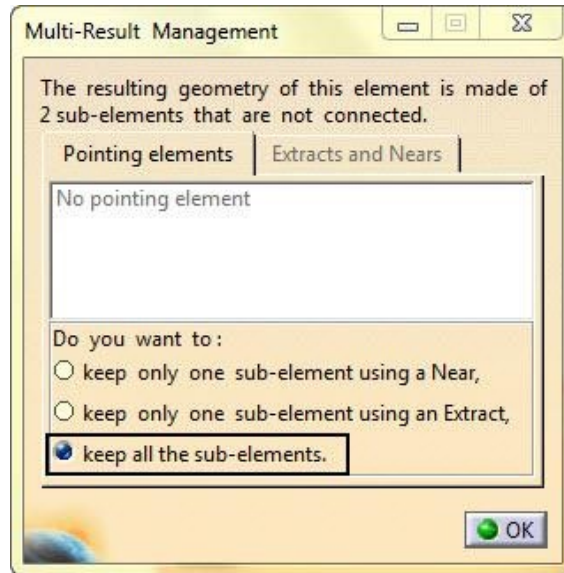 Multi-Result Management
The resulting geometry of this element is made of
2 sub-elements that are not connected.
Pointing elements
Extracts and Nears
No pointing element
Do you want to:
keep only one sub-element using a Near,
keep only one sub-element using an Extract,
keep all the sub-elements.
OK